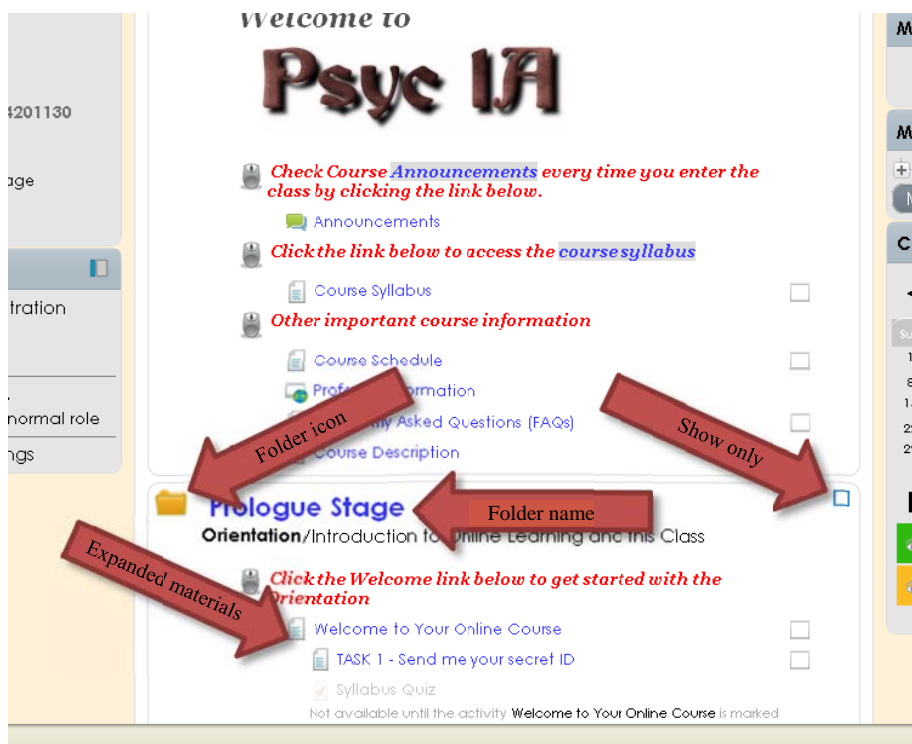 Welcome to
Psyc 1A
4201130
age
tration
normal role
ngs
Check Course Announcements every time you enter the
class by clicking the link below.
Announcements
Click the link below to access the course syllabus
Course Syllabus
Other important course information
Course Schedule
Asked Questions (FAQs)
Course Description
Folder icon
Show only
Prologue Stage
Folder name
Orientation/Introduction to Online Learning and this Class
Expanded materials
Click the Welcome link below to get started with the
Orientation
Welcome to Your Online Course
TASK 1 - Send me your secret ID
Syllabus Quiz
Not available until the activity Welcome to Your Online Course is marked
M
M
C
Su